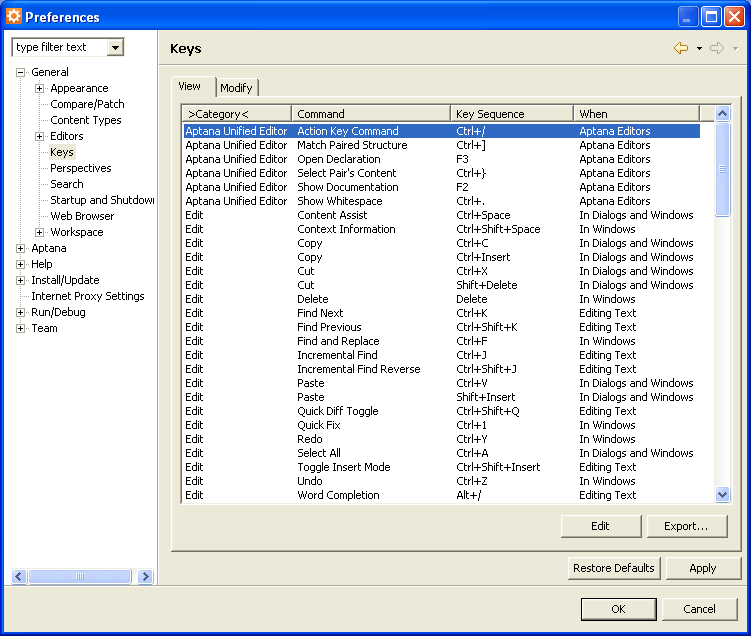 Preferences
type filter text
General
Appearance
Compare/Patch
Content Types
Editors
Keys
Perspectives
Search
Startup and Shutdown
Web Browser
Workspace
Aptana
Help
Install/Update
Internet Proxy Settings
Run/Debug
Team
Keys
View Modify
>Category< Command Key Sequence When
Aptana Unified Editor Action Key Command Ctrl+/ Aptana Editors
Aptana Unified Editor Match Paired Structure Ctrl+] Aptana Editors
Aptana Unified Editor Open Declaration F3 Aptana Editors
Aptana Unified Editor Select Pair's Content Ctrl+} Aptana Editors
Aptana Unified Editor Show Documentation F2 Aptana Editors
Aptana Unified Editor Show Whitespace Ctrl+. Aptana Editors
Edit Content Assist Ctrl+Space In Dialogs and Windows
Edit Context Information Ctrl+Shift+Space In Windows
Edit Copy Ctrl+C In Dialogs and Windows
Edit Copy Ctrl+Insert In Dialogs and Windows
Edit Cut Ctrl+X In Dialogs and Windows
Edit Cut Shift+Delete In Dialogs and Windows
Edit Delete Delete In Windows
Edit Find Next Ctrl+K Editing Text
Edit Find Previous Ctrl+Shift+K Editing Text
Edit Find and Replace Ctrl+F In Windows
Edit Incremental Find Ctrl+J Editing Text
Edit Incremental Find Reverse Ctrl+Shift+J Editing Text
Edit Paste Ctrl+V In Dialogs and Windows
Edit Paste Shift+Insert In Dialogs and Windows
Edit Quick Diff Toggle Ctrl+Shift+Q Editing Text
Edit Quick Fix Ctrl+1 In Windows
Edit Redo Ctrl+Y In Windows
Edit Select All Ctrl+A In Dialogs and Windows
Edit Toggle Insert Mode Ctrl+Shift+Insert Editing Text
Edit Undo Ctrl+Z In Windows
Edit Word Completion Alt+/ Editing Text
Edit Export...
Restore Defaults Apply
OK Cancel